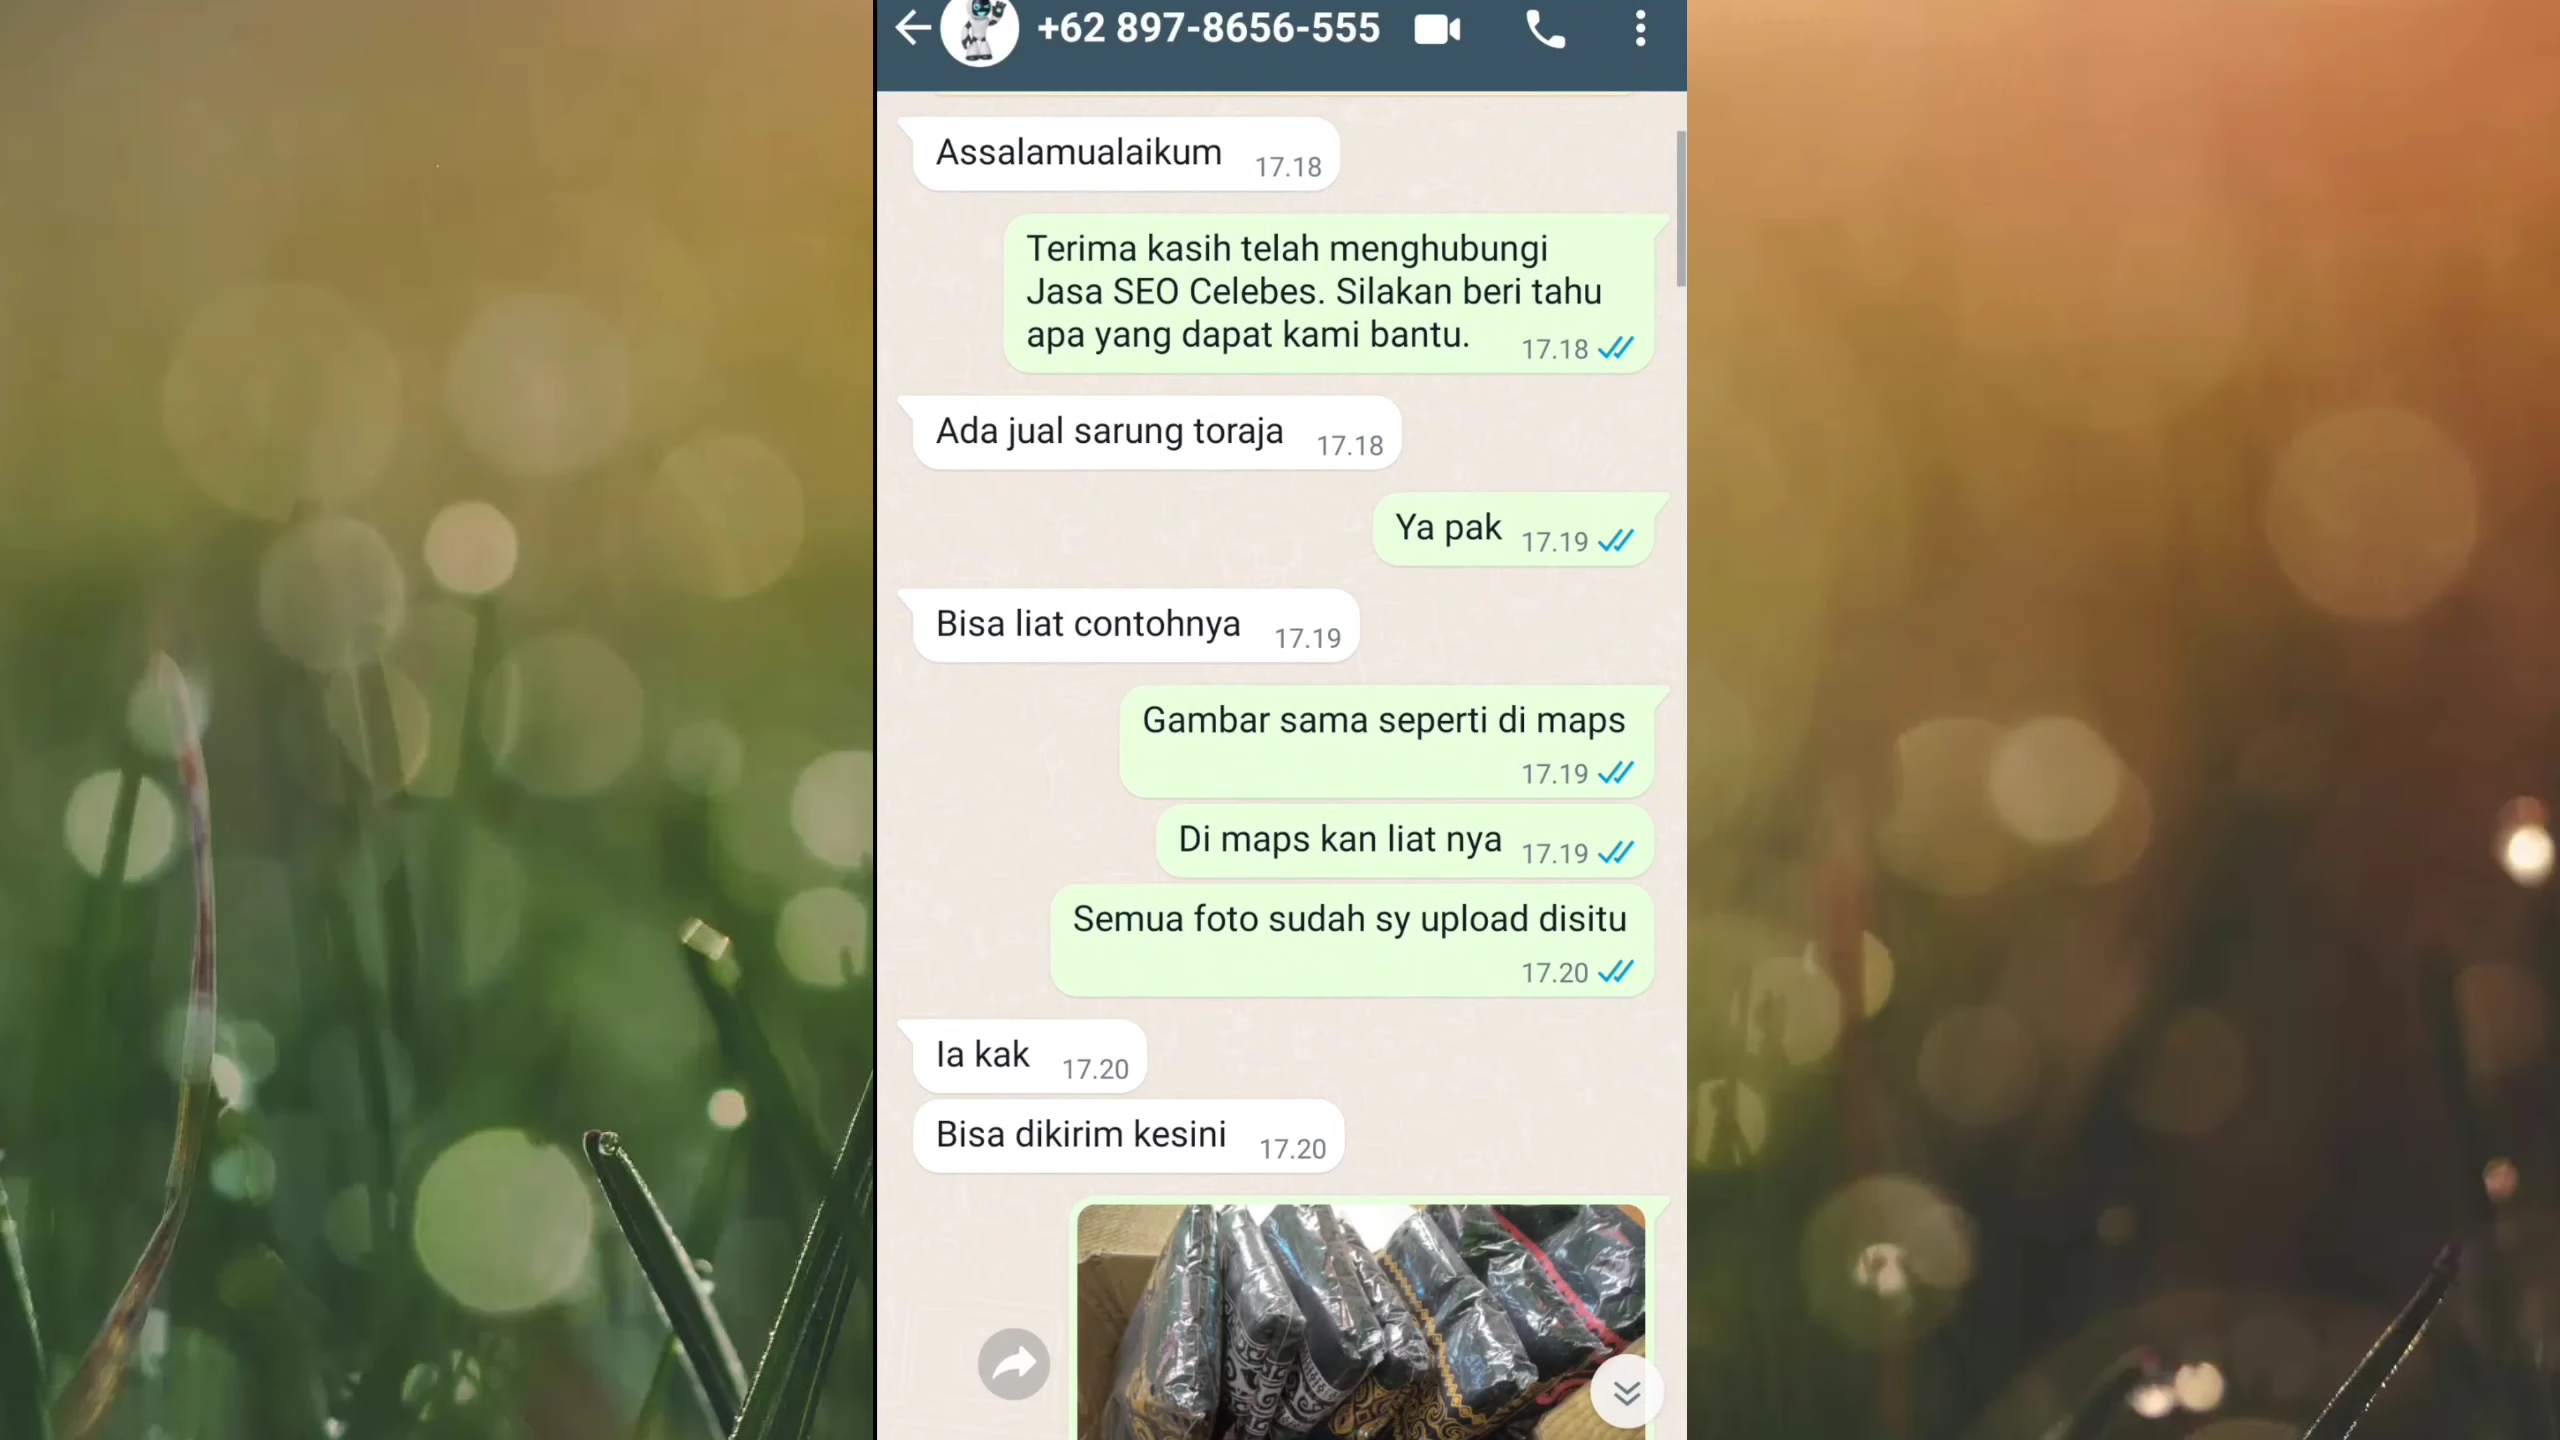 +62 897-8656-555
Assalamualaikum 17.18
Terima kasih telah menghubungi
Jasa SEO Celebes. Silakan beri tahu
apa yang dapat kami bantu. 17.18
Ada jual sarung toraja 17.18
Ya pak 17.19
Bisa liat contohnya 17.19
Gambar sama seperti di maps
17.19
Di maps kan liat nya 17.19
Semua foto sudah sy upload disitu
17.20
Ia kak 17.20
Bisa dikirim kesini 17.20